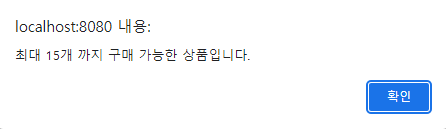 localhost:8080 내용:
최대 15개 까지 구매 가능한 상품입니다.
확인